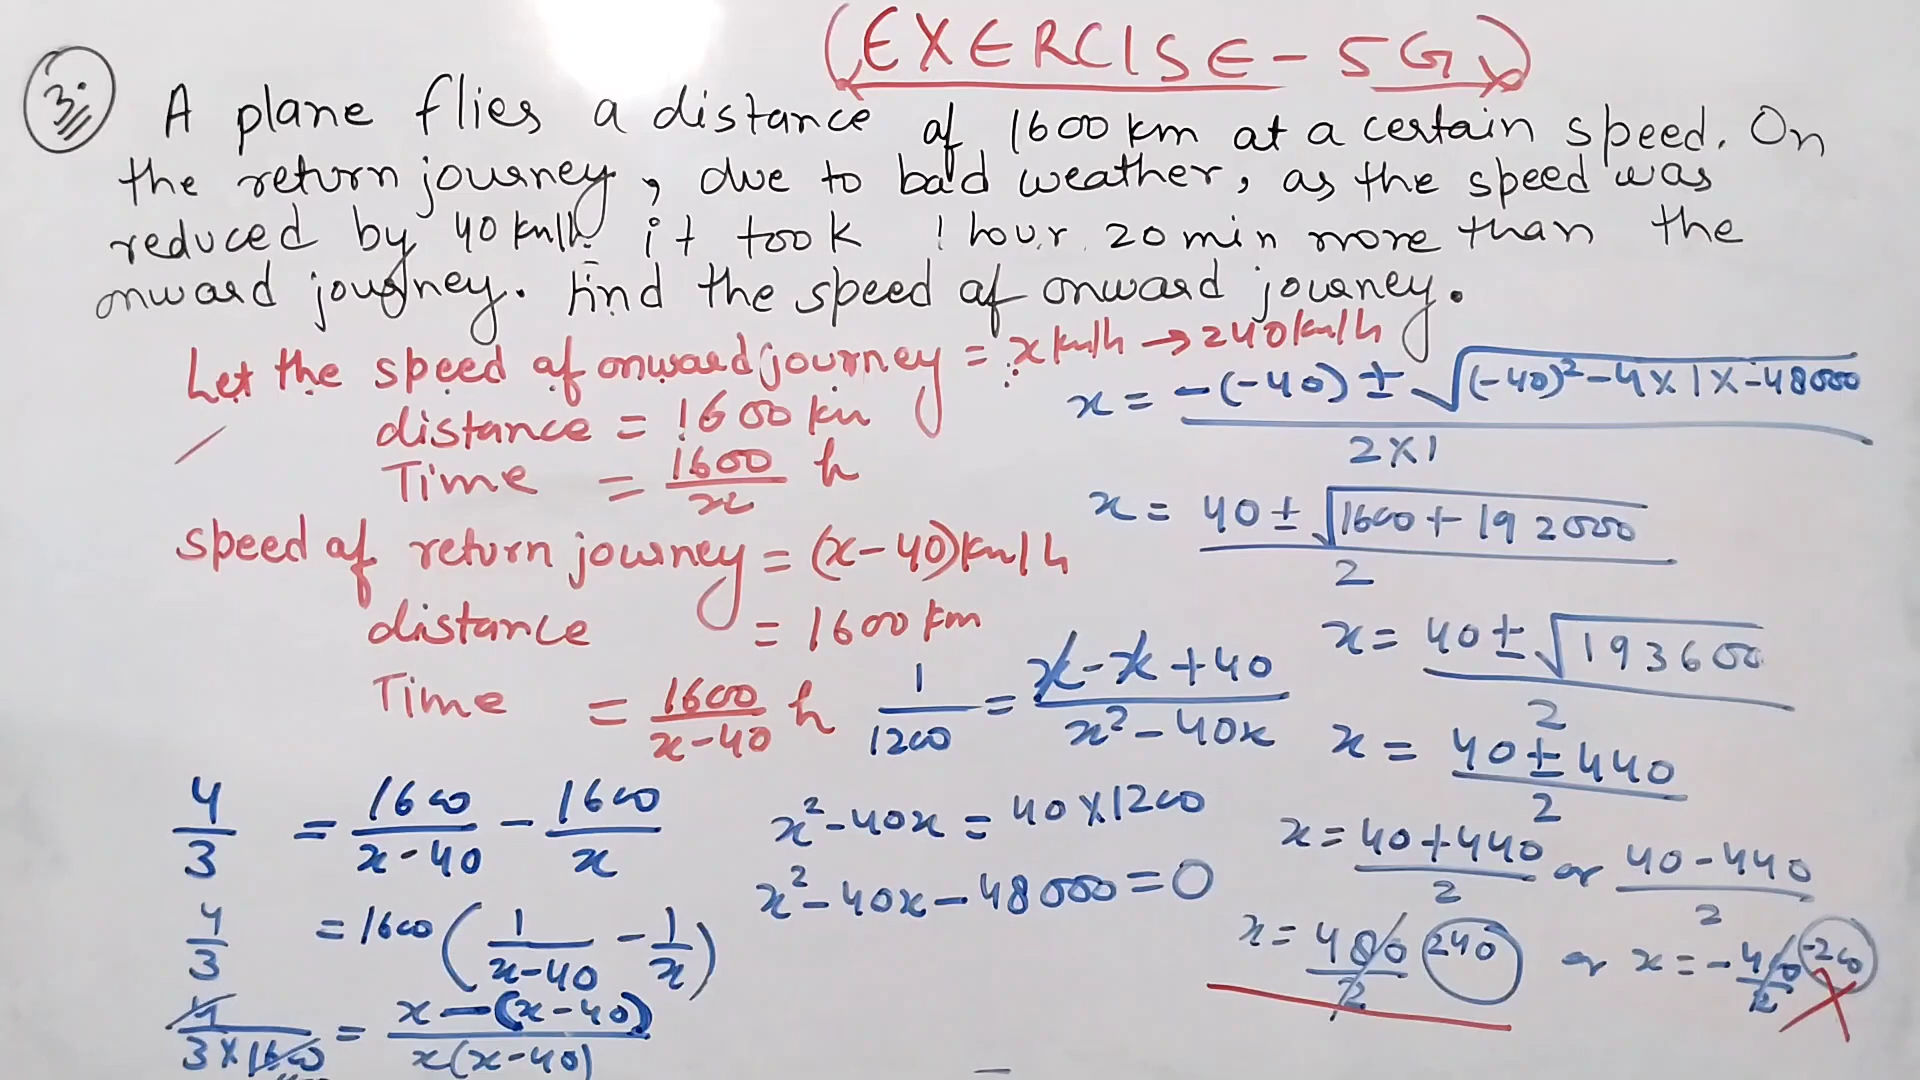 (EXERCISE-5G)
3. A plane flies a distance of 1600 km at a certain speed. On
the return journey, due to bad weather, as the speed was
reduced by 40 km/h it took 1 hour 20 min more than the
onward journey. Find the speed of onward journey.
Let the speed of onward journey = x km/h → 240 km/h
distance = 1600 km
Time = 1600/x h
speed of return journey = (x-40) km/h
distance = 1600 km
Time = 1600/(x-40) h
4/3 = 1600/(x-40) - 1600/x
4/3 = 1600 (1/(x-40) - 1/x)
4/(3×1600) = (x-(x-40))/(x(x-40))
1/1200 = (x-x+40)/(x²-40x)
x²-40x = 40×1200
x²-40x-48000=0
x = (-(-40) ± √((-40)²-4×1×-48000))/(2×1)
x = (40 ± √(1600+192000))/2
x = (40 ± √193600)/2
x = (40±440)/2
x = (40+440)/2 or (40-440)/2
x = 480/2 240 or x = -400/2 -200